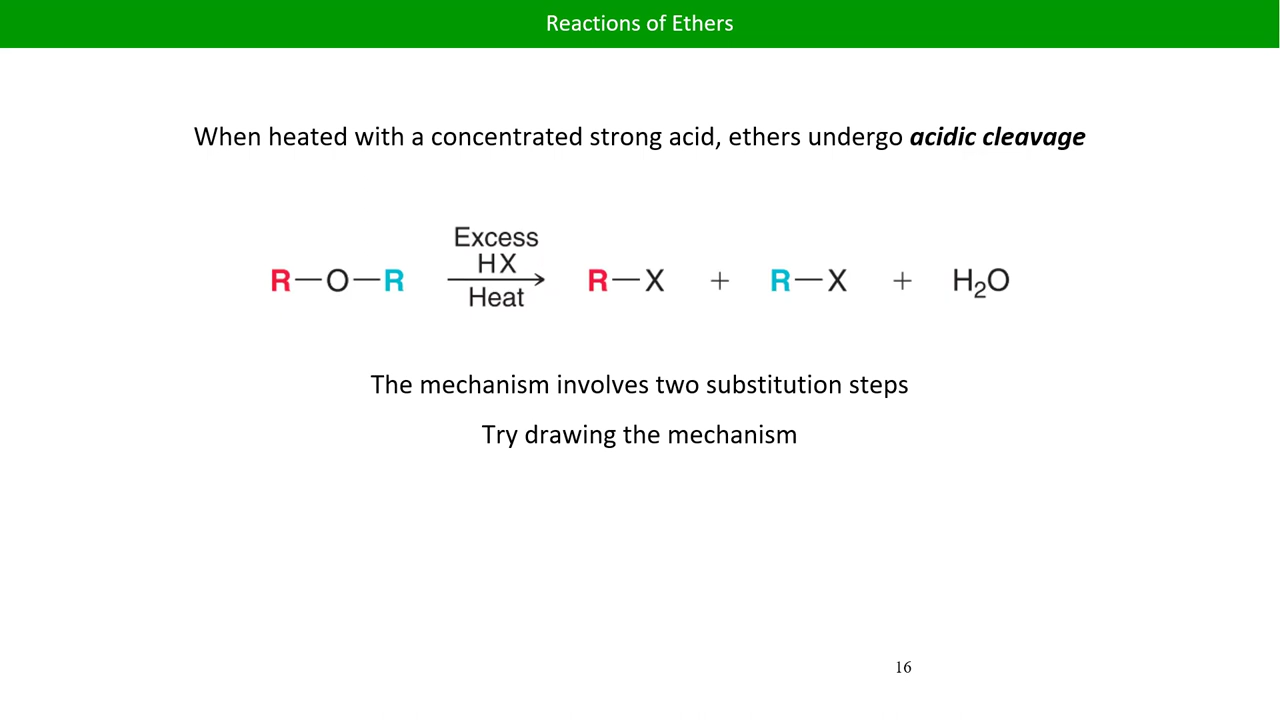 Reactions of Ethers
When heated with a concentrated strong acid, ethers undergo acidic cleavage
Excess
HX
R—O—R ⟶ R—X + R—X + H₂O
Heat
The mechanism involves two substitution steps
Try drawing the mechanism
16